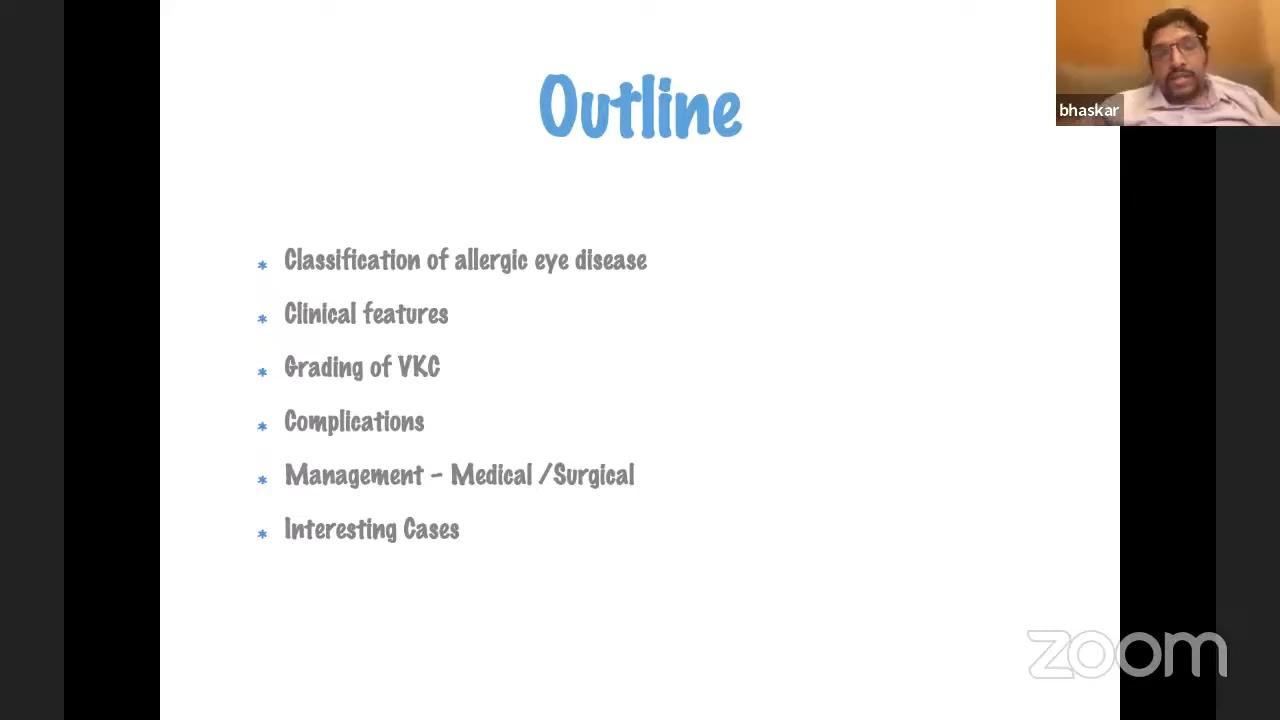 Outline
bhaskar
* Classification of allergic eye disease
* Clinical features
* Grading of VKC
* Complications
* Management – Medical /Surgical
* Interesting Cases
zoom